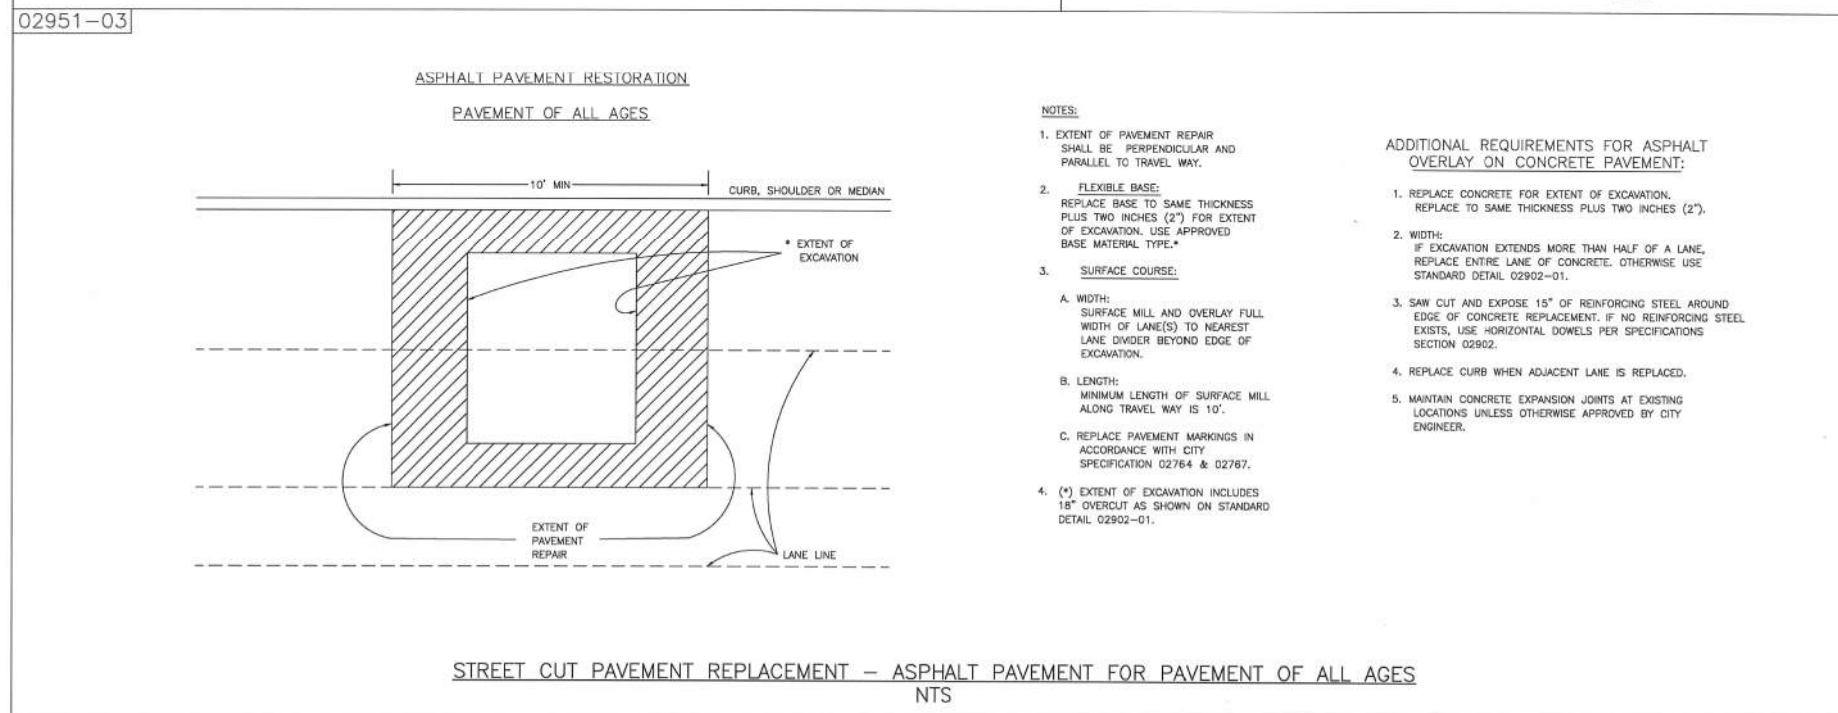 02951-03
ASPHALT PAVEMENT RESTORATION
PAVEMENT OF ALL AGES
10' MIN
CURB, SHOULDER OR MEDIAN
* EXTENT OF
EXCAVATION
EXTENT OF
PAVEMENT
REPAIR
LANE LINE
NOTES:
1. EXTENT OF PAVEMENT REPAIR
SHALL BE PERPENDICULAR AND
PARALLEL TO TRAVEL WAY.
2. FLEXIBLE BASE:
REPLACE BASE TO SAME THICKNESS
PLUS TWO INCHES (2") FOR EXTENT
OF EXCAVATION. USE APPROVED
BASE MATERIAL TYPE.*
3. SURFACE COURSE:
A. WIDTH:
SURFACE MILL AND OVERLAY FULL
WIDTH OF LANE(S) TO NEAREST
LANE DIVIDER BEYOND EDGE OF
EXCAVATION.
B. LENGTH:
MINIMUM LENGTH OF SURFACE MILL
ALONG TRAVEL WAY IS 10'.
C. REPLACE PAVEMENT MARKINGS IN
ACCORDANCE WITH CITY
SPECIFICATION 02764 & 02767.
4. (*) EXTENT OF EXCAVATION INCLUDES
18" OVERCUT AS SHOWN ON STANDARD
DETAIL 02902-01.
ADDITIONAL REQUIREMENTS FOR ASPHALT
OVERLAY ON CONCRETE PAVEMENT:
1. REPLACE CONCRETE FOR EXTENT OF EXCAVATION.
REPLACE TO SAME THICKNESS PLUS TWO INCHES (2").
2. WIDTH:
IF EXCAVATION EXTENDS MORE THAN HALF OF A LANE,
REPLACE ENTIRE LANE OF CONCRETE. OTHERWISE USE
STANDARD DETAIL 02902-01.
3. SAW CUT AND EXPOSE 15" OF REINFORCING STEEL AROUND
EDGE OF CONCRETE REPLACEMENT. IF NO REINFORCING STEEL
EXISTS, USE HORIZONTAL DOWELS PER SPECIFICATIONS
SECTION 02902.
4. REPLACE CURB WHEN ADJACENT LANE IS REPLACED.
5. MAINTAIN CONCRETE EXPANSION JOINTS AT EXISTING
LOCATIONS UNLESS OTHERWISE APPROVED BY CITY
ENGINEER.
STREET CUT PAVEMENT REPLACEMENT - ASPHALT PAVEMENT FOR PAVEMENT OF ALL AGES
NTS